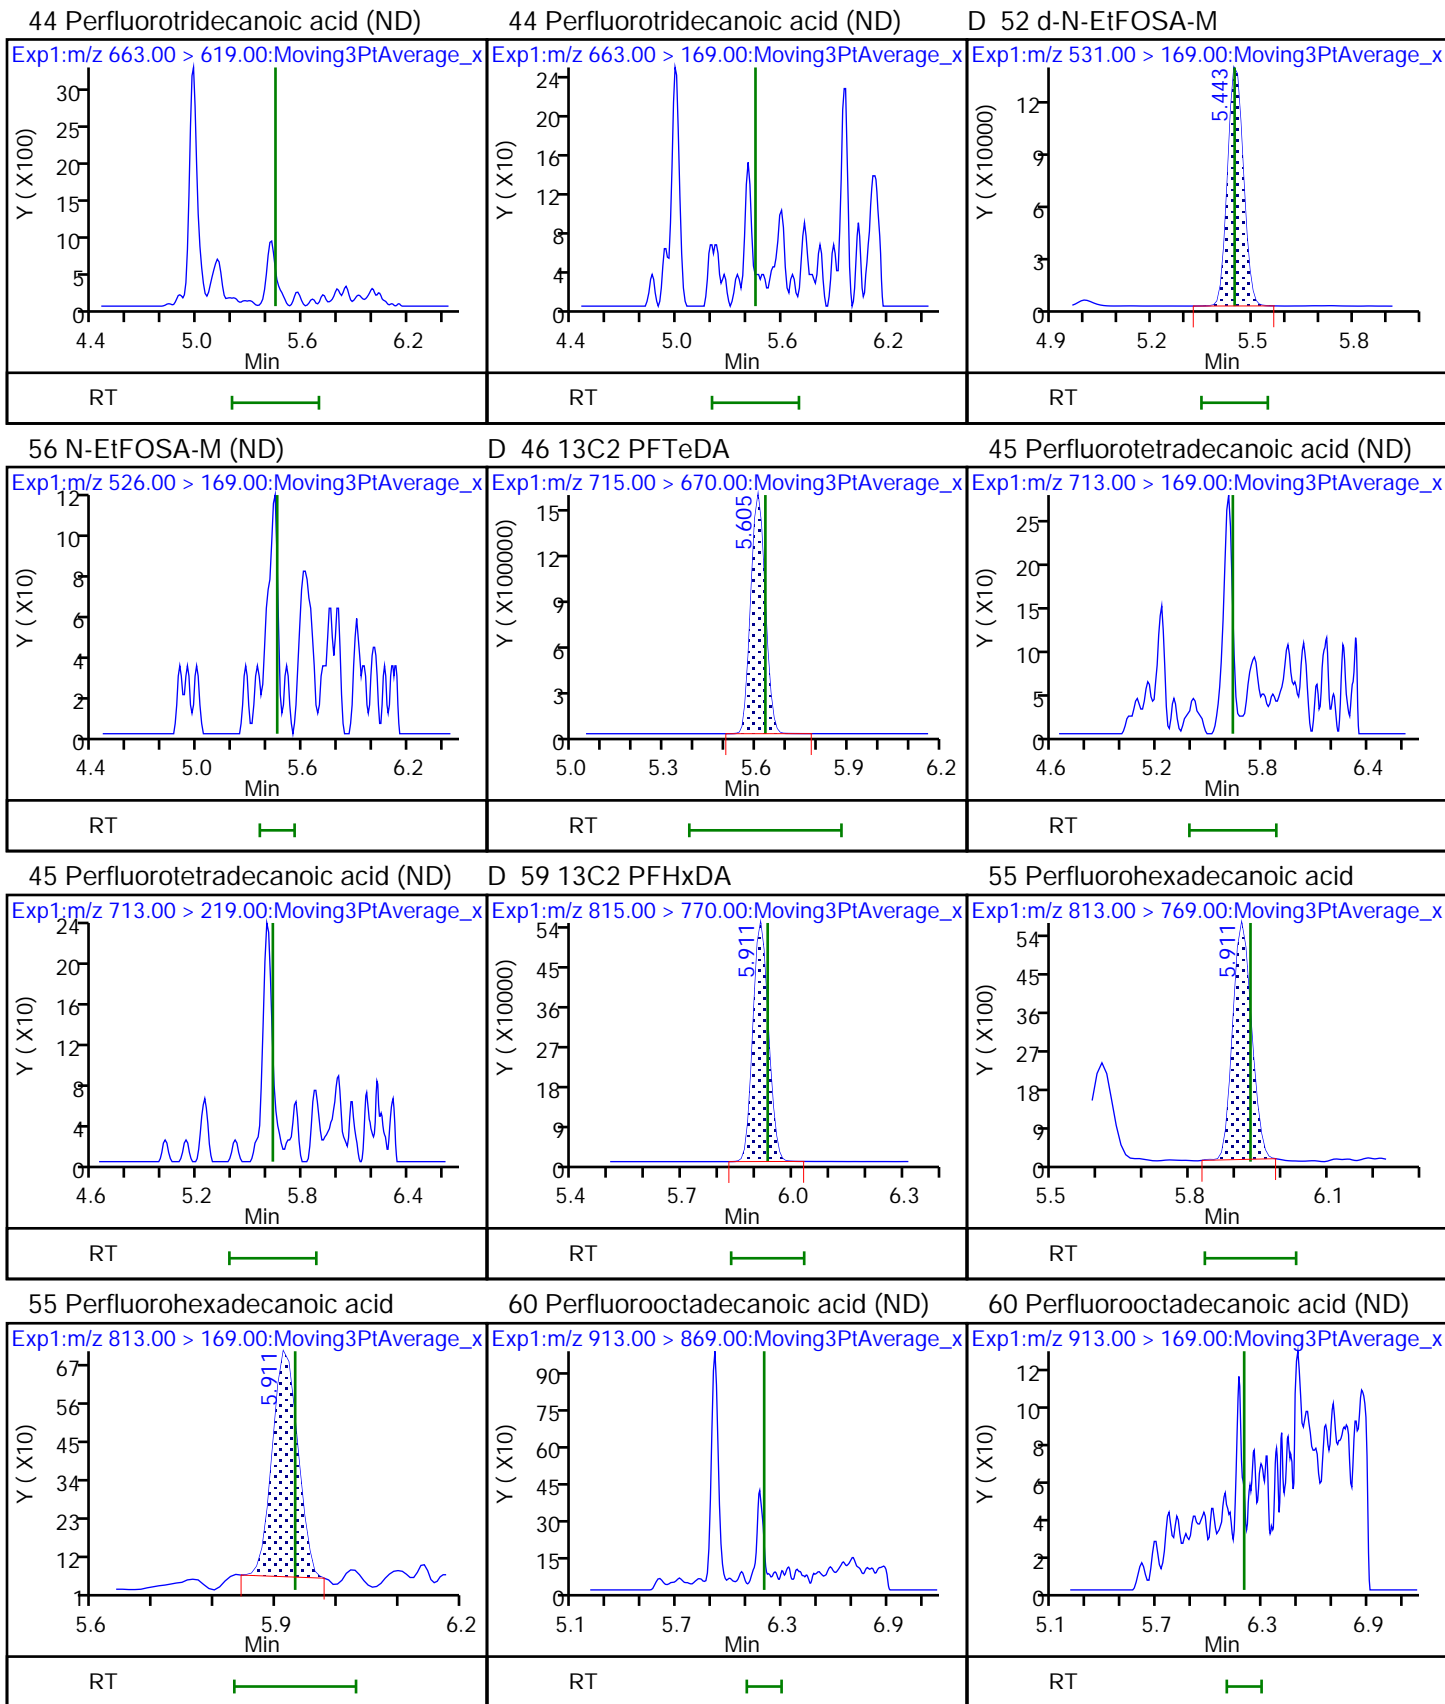 44 Perfluorotridecanoic acid (ND)
Exp1:m/z 663.00 > 619.00:Moving3PtAverage_x
Y ( X100)
30
25
20
15
10
5
0
4.4 5.0 5.6 6.2
Min
RT
44 Perfluorotridecanoic acid (ND)
Exp1:m/z 663.00 > 169.00:Moving3PtAverage_x
Y ( X10)
24
20
16
12
8
4
0
4.4 5.0 5.6 6.2
Min
RT
D 52 d-N-EtFOSA-M
Exp1:m/z 531.00 > 169.00:Moving3PtAverage_x
5.443
Y ( X10000)
12
9
6
3
0
4.9 5.2 5.5 5.8
Min
RT
56 N-EtFOSA-M (ND)
Exp1:m/z 526.00 > 169.00:Moving3PtAverage_x
Y ( X10)
12
10
8
6
4
2
0
4.4 5.0 5.6 6.2
Min
RT
D 46 13C2 PFTeDA
Exp1:m/z 715.00 > 670.00:Moving3PtAverage_x
5.605
Y ( X100000)
15
12
9
6
3
0
5.0 5.3 5.6 5.9 6.2
Min
RT
45 Perfluorotetradecanoic acid (ND)
Exp1:m/z 713.00 > 169.00:Moving3PtAverage_x
Y ( X10)
25
20
15
10
5
0
4.6 5.2 5.8 6.4
Min
RT
45 Perfluorotetradecanoic acid (ND)
Exp1:m/z 713.00 > 219.00:Moving3PtAverage_x
Y ( X10)
24
20
16
12
8
4
0
4.6 5.2 5.8 6.4
Min
RT
D 59 13C2 PFHxDA
Exp1:m/z 815.00 > 770.00:Moving3PtAverage_x
5.911
Y ( X10000)
54
45
36
27
18
9
0
5.4 5.7 6.0 6.3
Min
RT
55 Perfluorohexadecanoic acid
Exp1:m/z 813.00 > 769.00:Moving3PtAverage_x
5.911
Y ( X100)
54
45
36
27
18
9
0
5.5 5.8 6.1
Min
RT
55 Perfluorohexadecanoic acid
Exp1:m/z 813.00 > 169.00:Moving3PtAverage_x
5.911
Y ( X10)
67
56
45
34
23
12
1
5.6 5.9 6.2
Min
RT
60 Perfluorooctadecanoic acid (ND)
Exp1:m/z 913.00 > 869.00:Moving3PtAverage_x
Y ( X10)
90
75
60
45
30
15
0
5.1 5.7 6.3 6.9
Min
RT
60 Perfluorooctadecanoic acid (ND)
Exp1:m/z 913.00 > 169.00:Moving3PtAverage_x
Y ( X10)
12
10
8
6
4
2
0
5.1 5.7 6.3 6.9
Min
RT